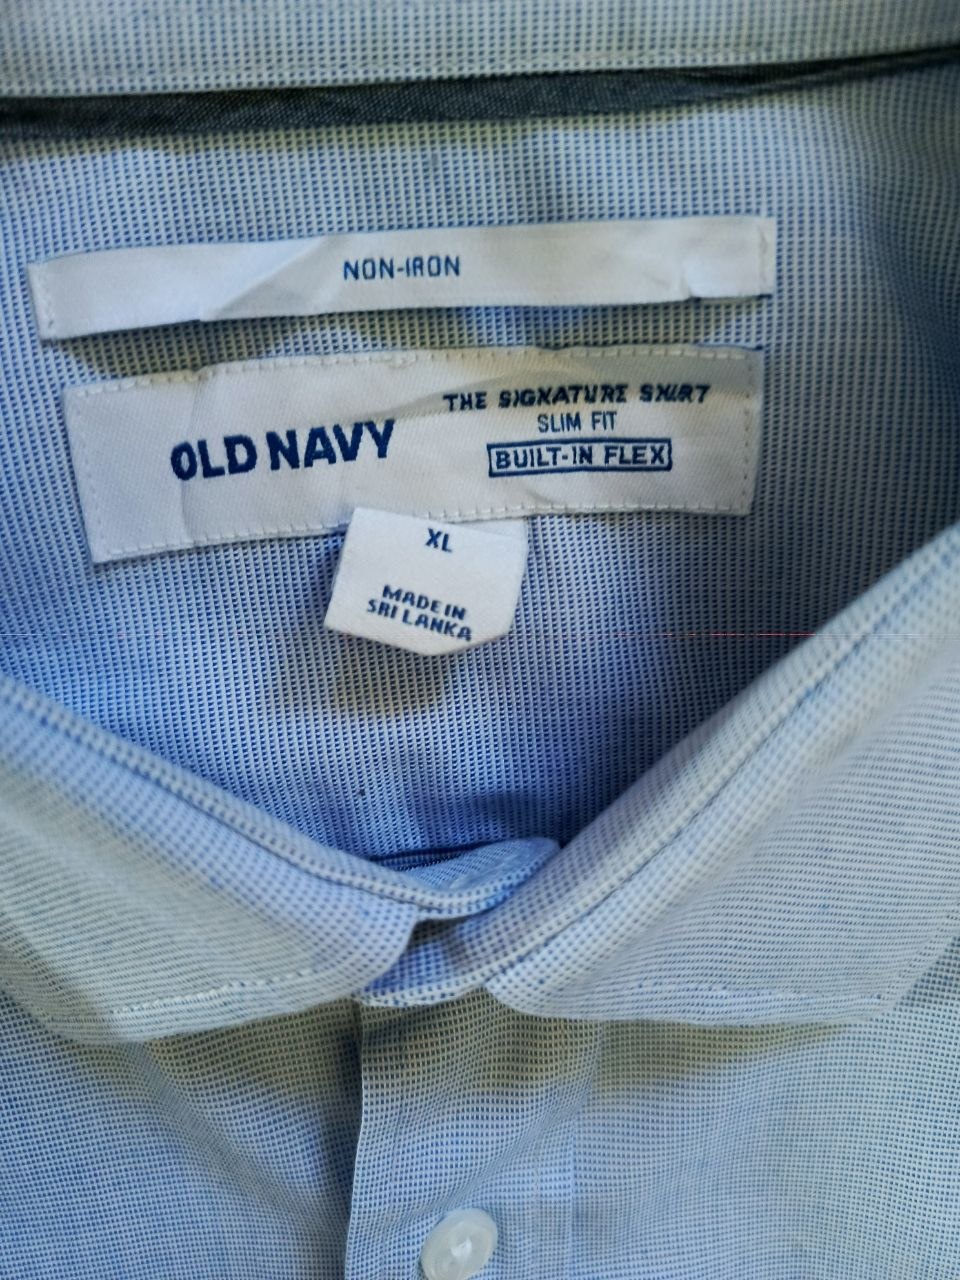 NON-IRON
OLD NAVY
THE SIGNATURE SHIRT
SLIM FIT
BUILT-IN FLEX
XL
MADE IN
SRI LANKA